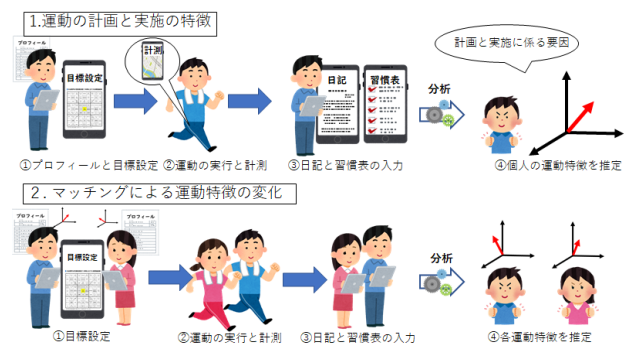 1.運動の計画と実施の特徴
プロフィール
目標設定
計測
日記
習慣表
分析
計画と実施に係る要因
①プロフィールと目標設定
②運動の実行と計測
③日記と習慣表の入力
④個人の運動特徴を推定
2. マッチングによる運動特徴の変化
プロフィール
プロフィール
目標設定
分析
①目標設定
②運動の実行と計測
③日記と習慣表の入力
④各運動特徴を推定